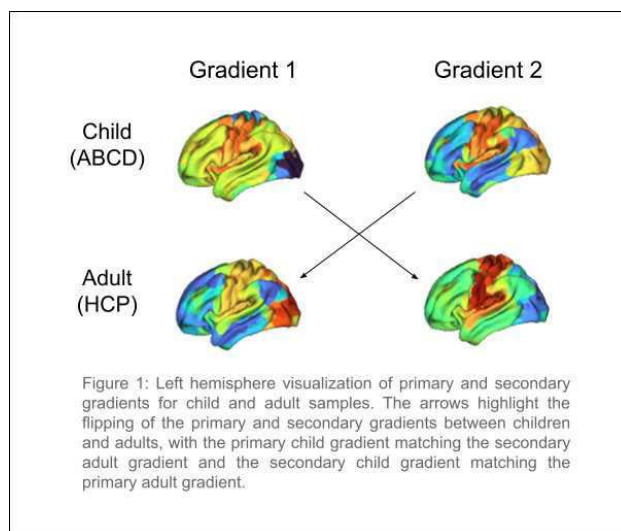 Gradient 1
Gradient 2
Child
(ABCD)
Adult
(HCP)
Figure 1: Left hemisphere visualization of primary and secondary
gradients for child and adult samples. The arrows highlight the
flipping of the primary and secondary gradients between children
and adults, with the primary child gradient matching the secondary
adult gradient and the secondary child gradient matching the
primary adult gradient.